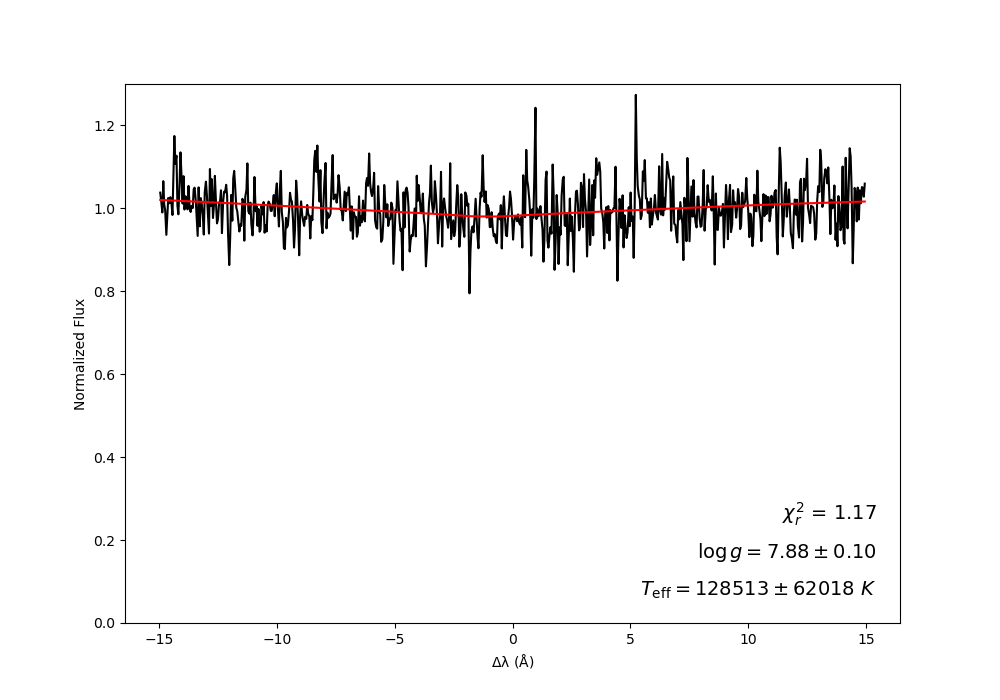 1.2
1.0
0.8
0.6
0.4
0.2
0.0
Normalized Flux
χ²ᵣ = 1.17
log g = 7.88 ± 0.10
T_eff = 128513 ± 62018 K
−15 −10 −5 0 5 10 15
Δλ (Å)